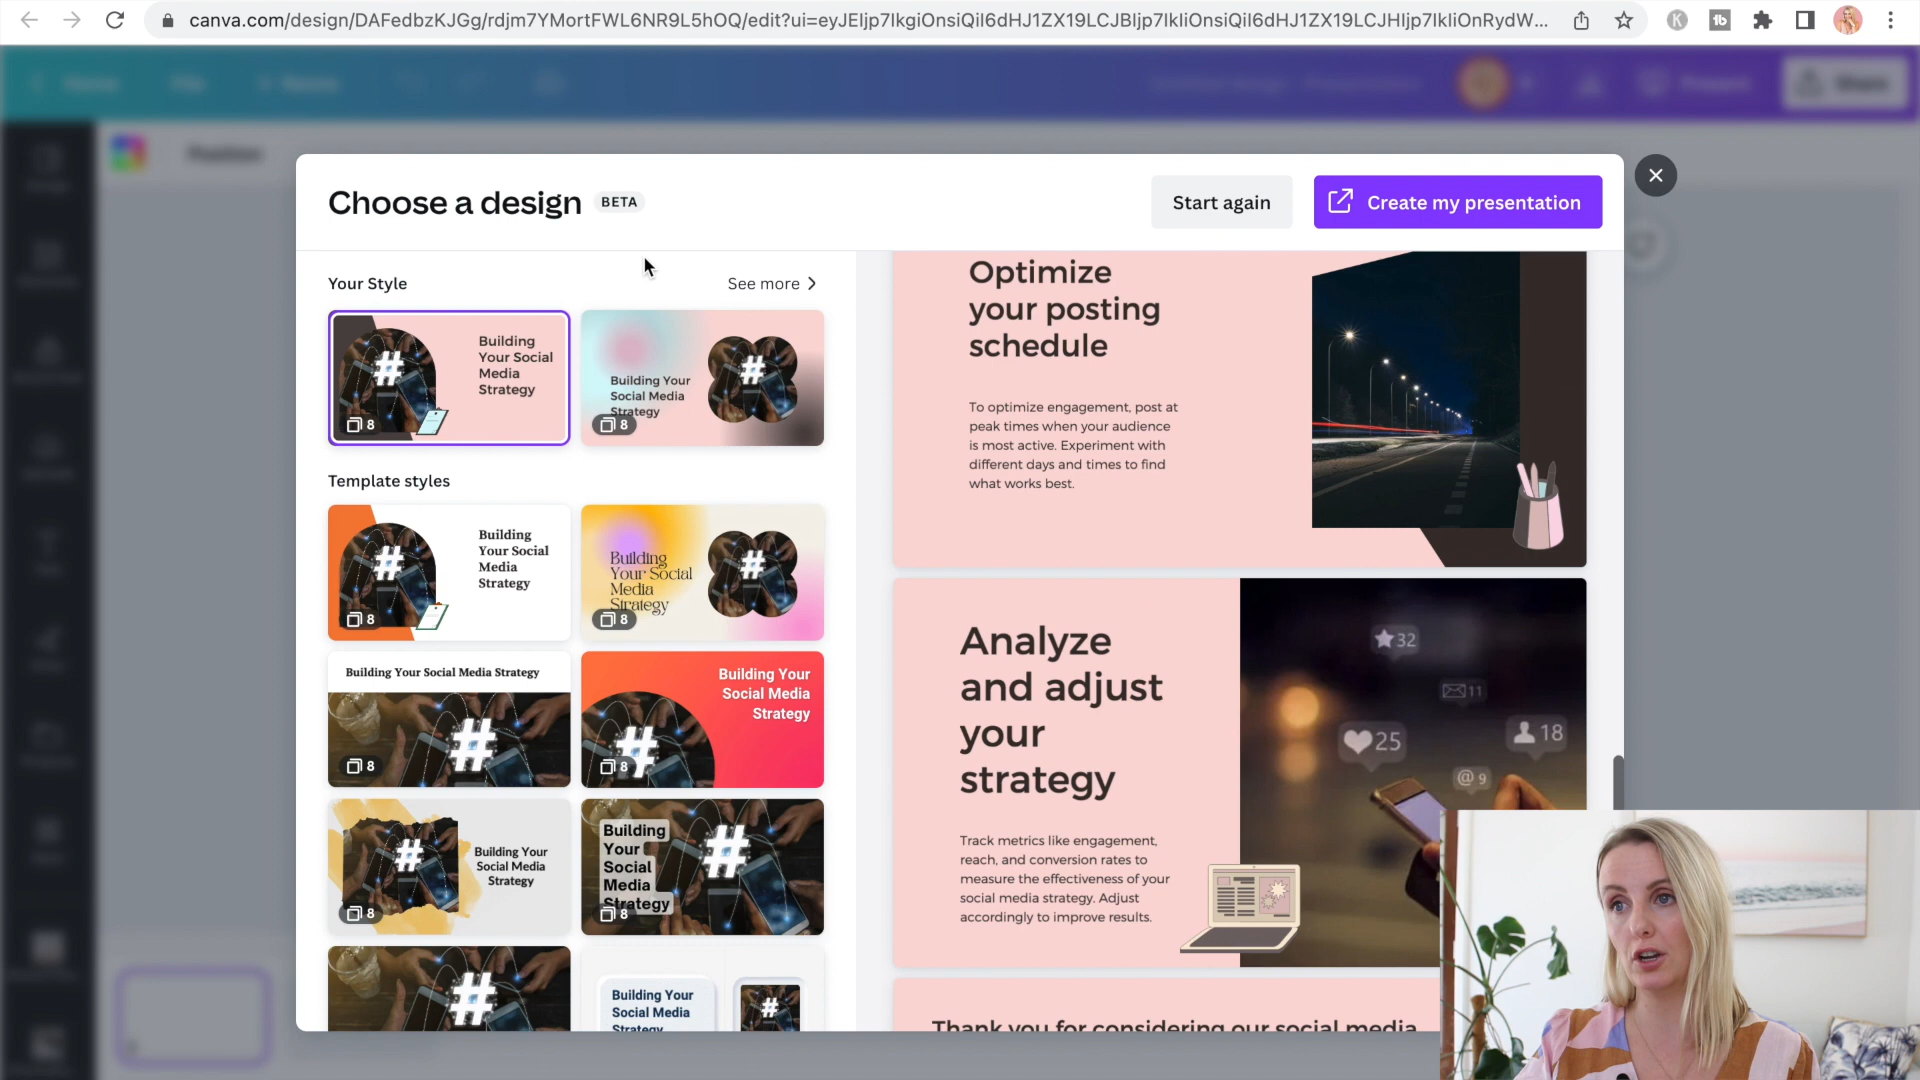 canva.com/design/DAFedbzKJGg/rdjm7YMortFWL6NR9L5hOQ/edit?ui=eyJEIjp7IkgiOnsiQiI6dHJ1ZX19LCJBIjp7IkIiOnsiQiI6dHJ1ZX19LCJHIjp7IkIiOnRydW...
Choose a design
BETA
Start again
Create my presentation
Your Style
See more
Building
Your Social
Media
Strategy
8
Building Your
Social Media
Strategy
8
Template styles
Building
Your Social
Media
Strategy
8
Building
Your Social
Media
Strategy
8
Building Your Social Media Strategy
8
Building Your
Social Media
Strategy
8
Building Your
Social Media
Strategy
8
Building
Your
Social
Media
Strategy
8
Building Your
Social Media
Strategy
Optimize
your posting
schedule
To optimize engagement, post at
peak times when your audience
is most active. Experiment with
different days and times to find
what works best.
Analyze
and adjust
your
strategy
Track metrics like engagement,
reach, and conversion rates to
measure the effectiveness of your
social media strategy. Adjust
accordingly to improve results.
32
11
25
18
@ 9
Thank you for considering our social media